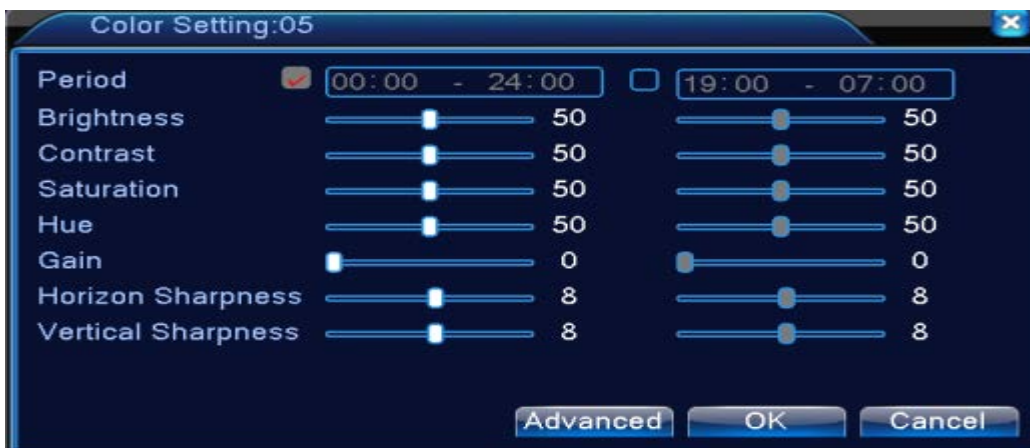 Color Setting:05
Period 00:00 - 24:00 19:00 - 07:00
Brightness 50 50
Contrast 50 50
Saturation 50 50
Hue 50 50
Gain 0 0
Horizon Sharpness 8 8
Vertical Sharpness 8 8
Advanced OK Cancel